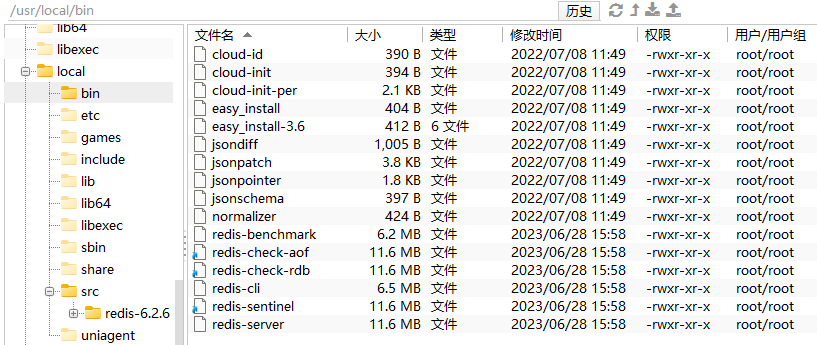 /usr/local/bin 历史
lib64
libexec
local
bin
etc
games
include
lib
lib64
libexec
sbin
share
src
redis-6.2.6
uniagent
文件名 大小 类型 修改时间 权限 用户/用户组
cloud-id 390 B 文件 2022/07/08 11:49 -rwxr-xr-x root/root
cloud-init 394 B 文件 2022/07/08 11:49 -rwxr-xr-x root/root
cloud-init-per 2.1 KB 文件 2022/07/08 11:49 -rwxr-xr-x root/root
easy_install 404 B 文件 2022/07/08 11:49 -rwxr-xr-x root/root
easy_install-3.6 412 B 6 文件 2022/07/08 11:49 -rwxr-xr-x root/root
jsondiff 1,005 B 文件 2022/07/08 11:49 -rwxr-xr-x root/root
jsonpatch 3.8 KB 文件 2022/07/08 11:49 -rwxr-xr-x root/root
jsonpointer 1.8 KB 文件 2022/07/08 11:49 -rwxr-xr-x root/root
jsonschema 397 B 文件 2022/07/08 11:49 -rwxr-xr-x root/root
normalizer 424 B 文件 2022/07/08 11:49 -rwxr-xr-x root/root
redis-benchmark 6.2 MB 文件 2023/06/28 15:58 -rwxr-xr-x root/root
redis-check-aof 11.6 MB 文件 2023/06/28 15:58 -rwxr-xr-x root/root
redis-check-rdb 11.6 MB 文件 2023/06/28 15:58 -rwxr-xr-x root/root
redis-cli 6.5 MB 文件 2023/06/28 15:58 -rwxr-xr-x root/root
redis-sentinel 11.6 MB 文件 2023/06/28 15:58 -rwxr-xr-x root/root
redis-server 11.6 MB 文件 2023/06/28 15:58 -rwxr-xr-x root/root